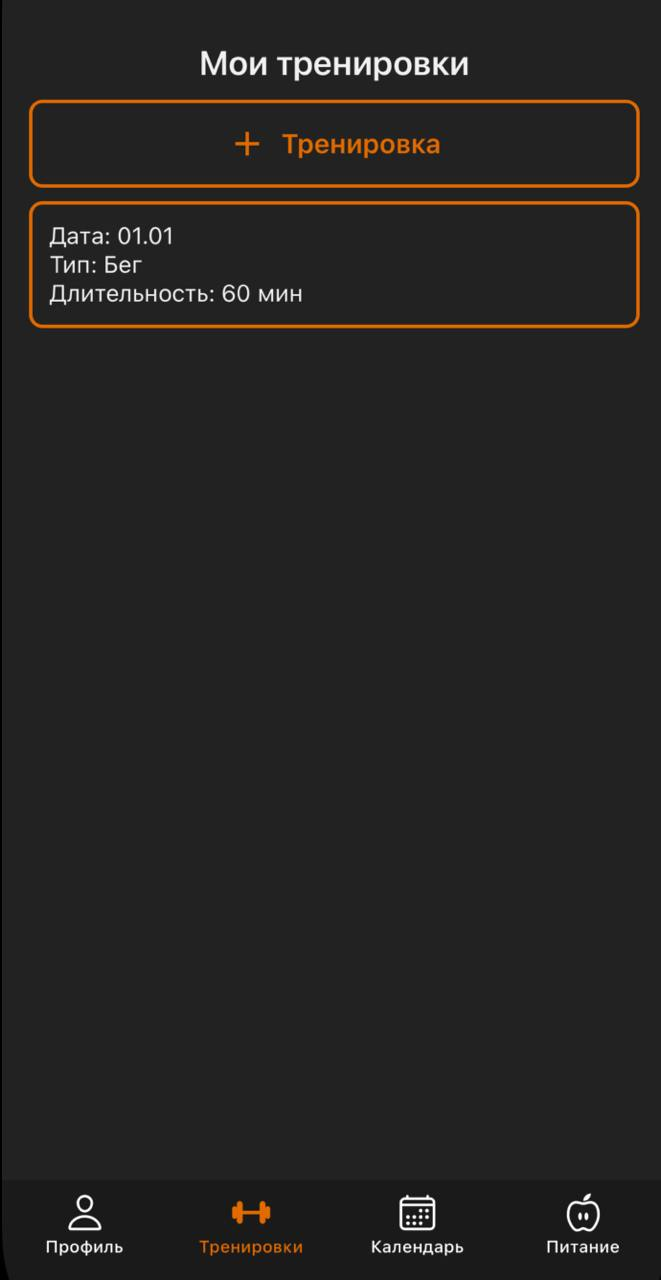 Мои тренировки
+ Тренировка
Дата: 01.01
Тип: Бег
Длительность: 60 мин
Профиль
Тренировки
Календарь
Питание